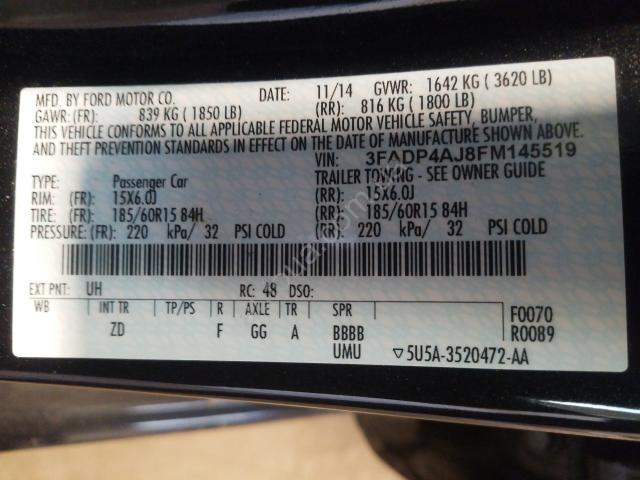 MFD. BY FORD MOTOR CO. DATE: 11/14 GVWR: 1642 KG ( 3620 LB)
GAWR: (FR): 839 KG ( 1850 LB) (RR): 816 KG ( 1800 LB)
THIS VEHICLE CONFORMS TO ALL APPLICABLE FEDERAL MOTOR VEHICLE SAFETY, BUMPER,
AND THEFT PREVENTION STANDARDS IN EFFECT ON THE DATE OF MANUFACTURE SHOWN ABOVE.
VIN: 3FADP4AJ8FM145519
TYPE: Passenger Car TRAILER TOWING - SEE OWNER GUIDE
RIM: (FR): 15X6.0J (RR): 15X6.0J
TIRE: (FR): 185/60R15 84H (RR): 185/60R15 84H
PRESSURE: (FR): 220 kPa/ 32 PSI COLD (RR): 220 kPa/ 32 PSI COLD
EXT PNT: UH RC: 48 DSO:
WB INT TR TP/PS R AXLE TR SPR F0070
ZD F GG A BBBB R0089
UMU ▽5U5A-3520472-AA